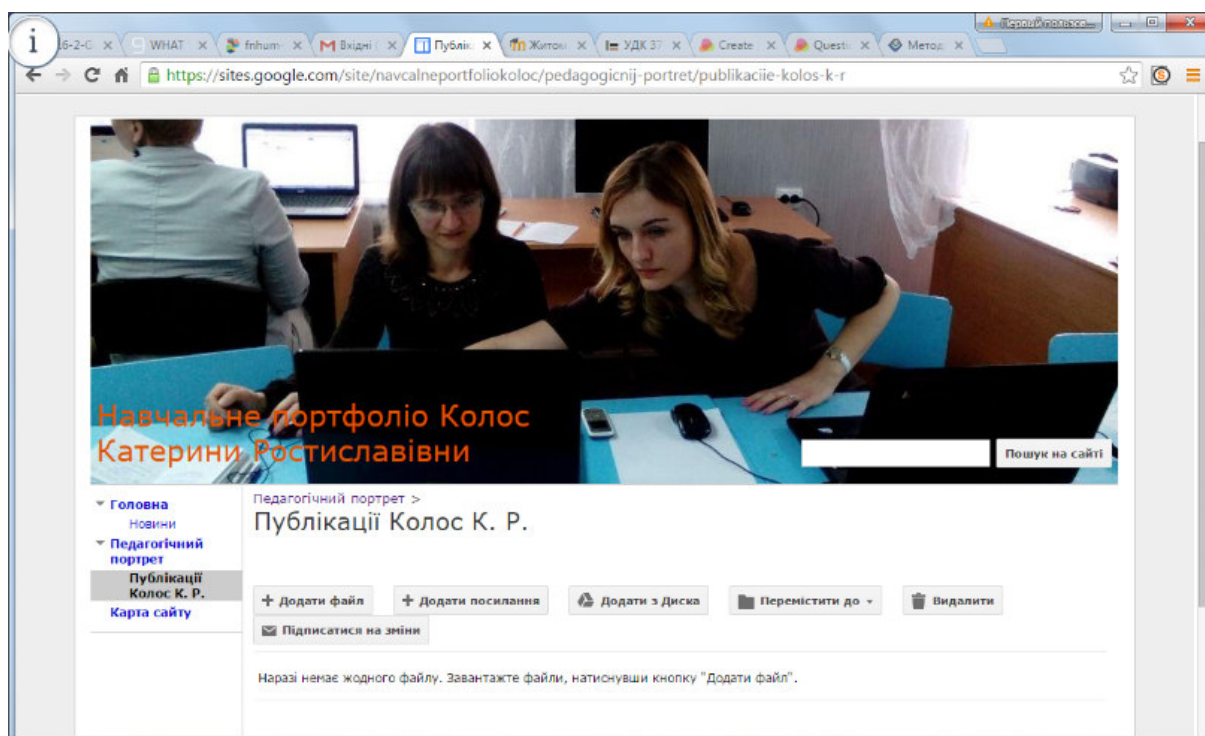 i
WHAT
fnhum-
Вхідні (
Публік
Житом
УДК 37
Create
Questi
Метод
https://sites.google.com/site/navcalneportfoliokoloc/pedagogicnij-portret/publikaciie-kolos-k-r
Навчальне портфоліо Колос
Катерини Ростиславівни
Пошук на сайті
Головна
Новини
Педагогічний
портрет
Публікації
Колос К. Р.
Карта сайту
Педагогічний портрет >
Публікації Колос К. Р.
+ Додати файл
+ Додати посилання
Додати з Диска
Перемістити до
Видалити
Підписатися на зміни
Наразі немає жодного файлу. Завантажте файли, натиснувши кнопку "Додати файл".